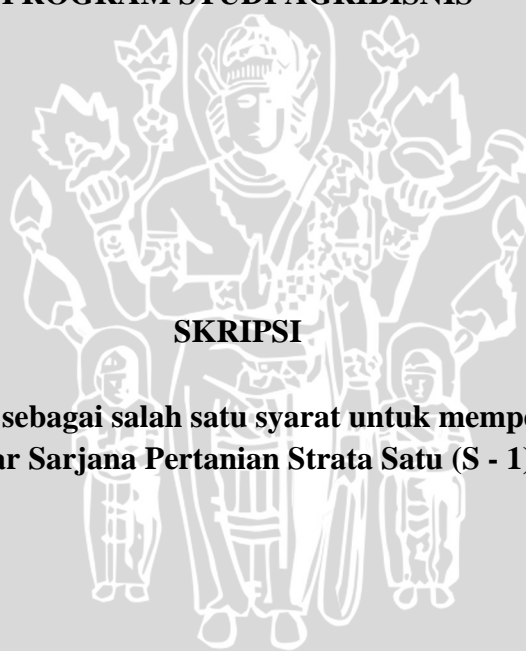 PROGRAM STUDI AGRIBISNIS
SKRIPSI
sebagai salah satu syarat untuk mempe
ar Sarjana Pertanian Strata Satu (S - 1)